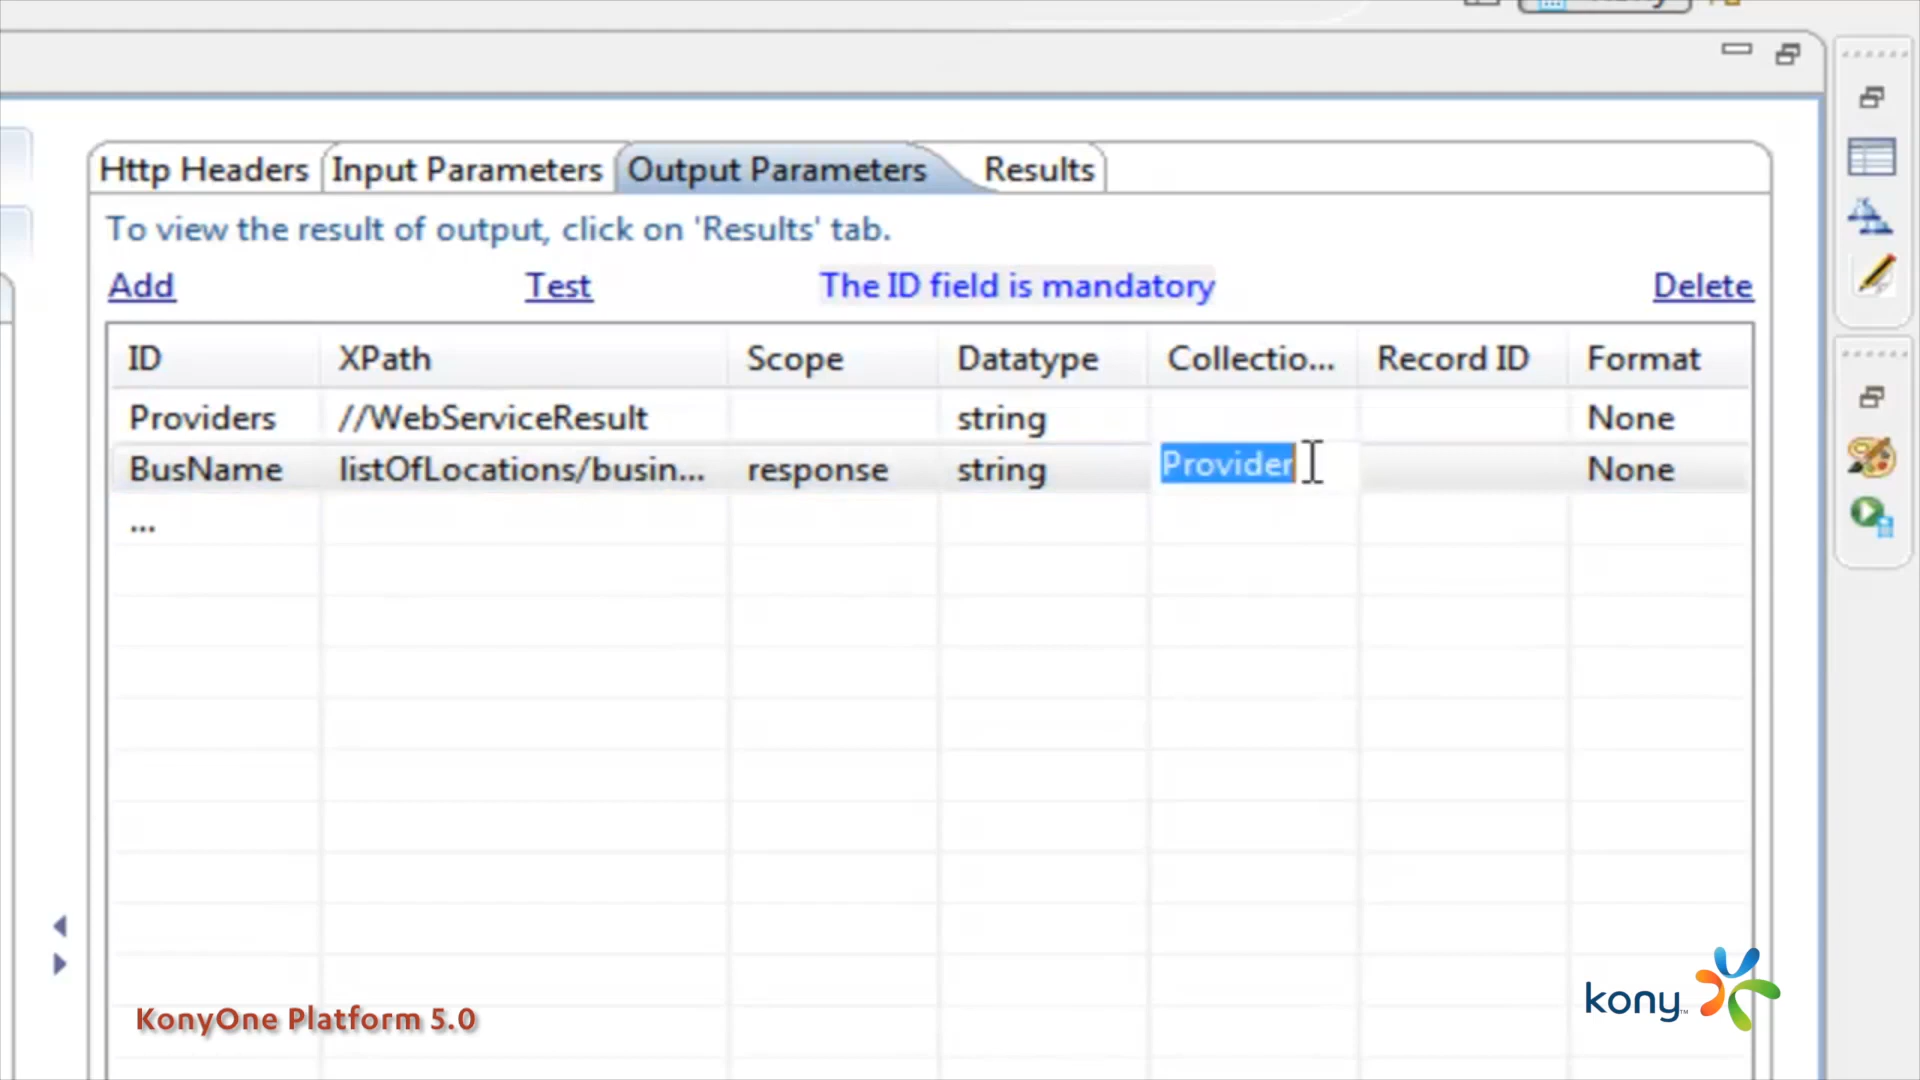 Http Headers Input Parameters Output Parameters Results
To view the result of output, click on 'Results' tab.
Add Test The ID field is mandatory Delete
ID XPath Scope Datatype Collectio... Record ID Format
Providers //WebServiceResult string None
BusName listOfLocations/busin... response string Provider None
...
KonyOne Platform 5.0
kony™